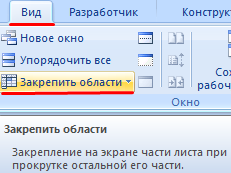 Вид Разработчик Конструкт
Новое окно
Упорядочить все
Закрепить области
Со
рабоч
Окно
Закрепить области
Закрепление на экране части листа при
прокрутке остальной его части.